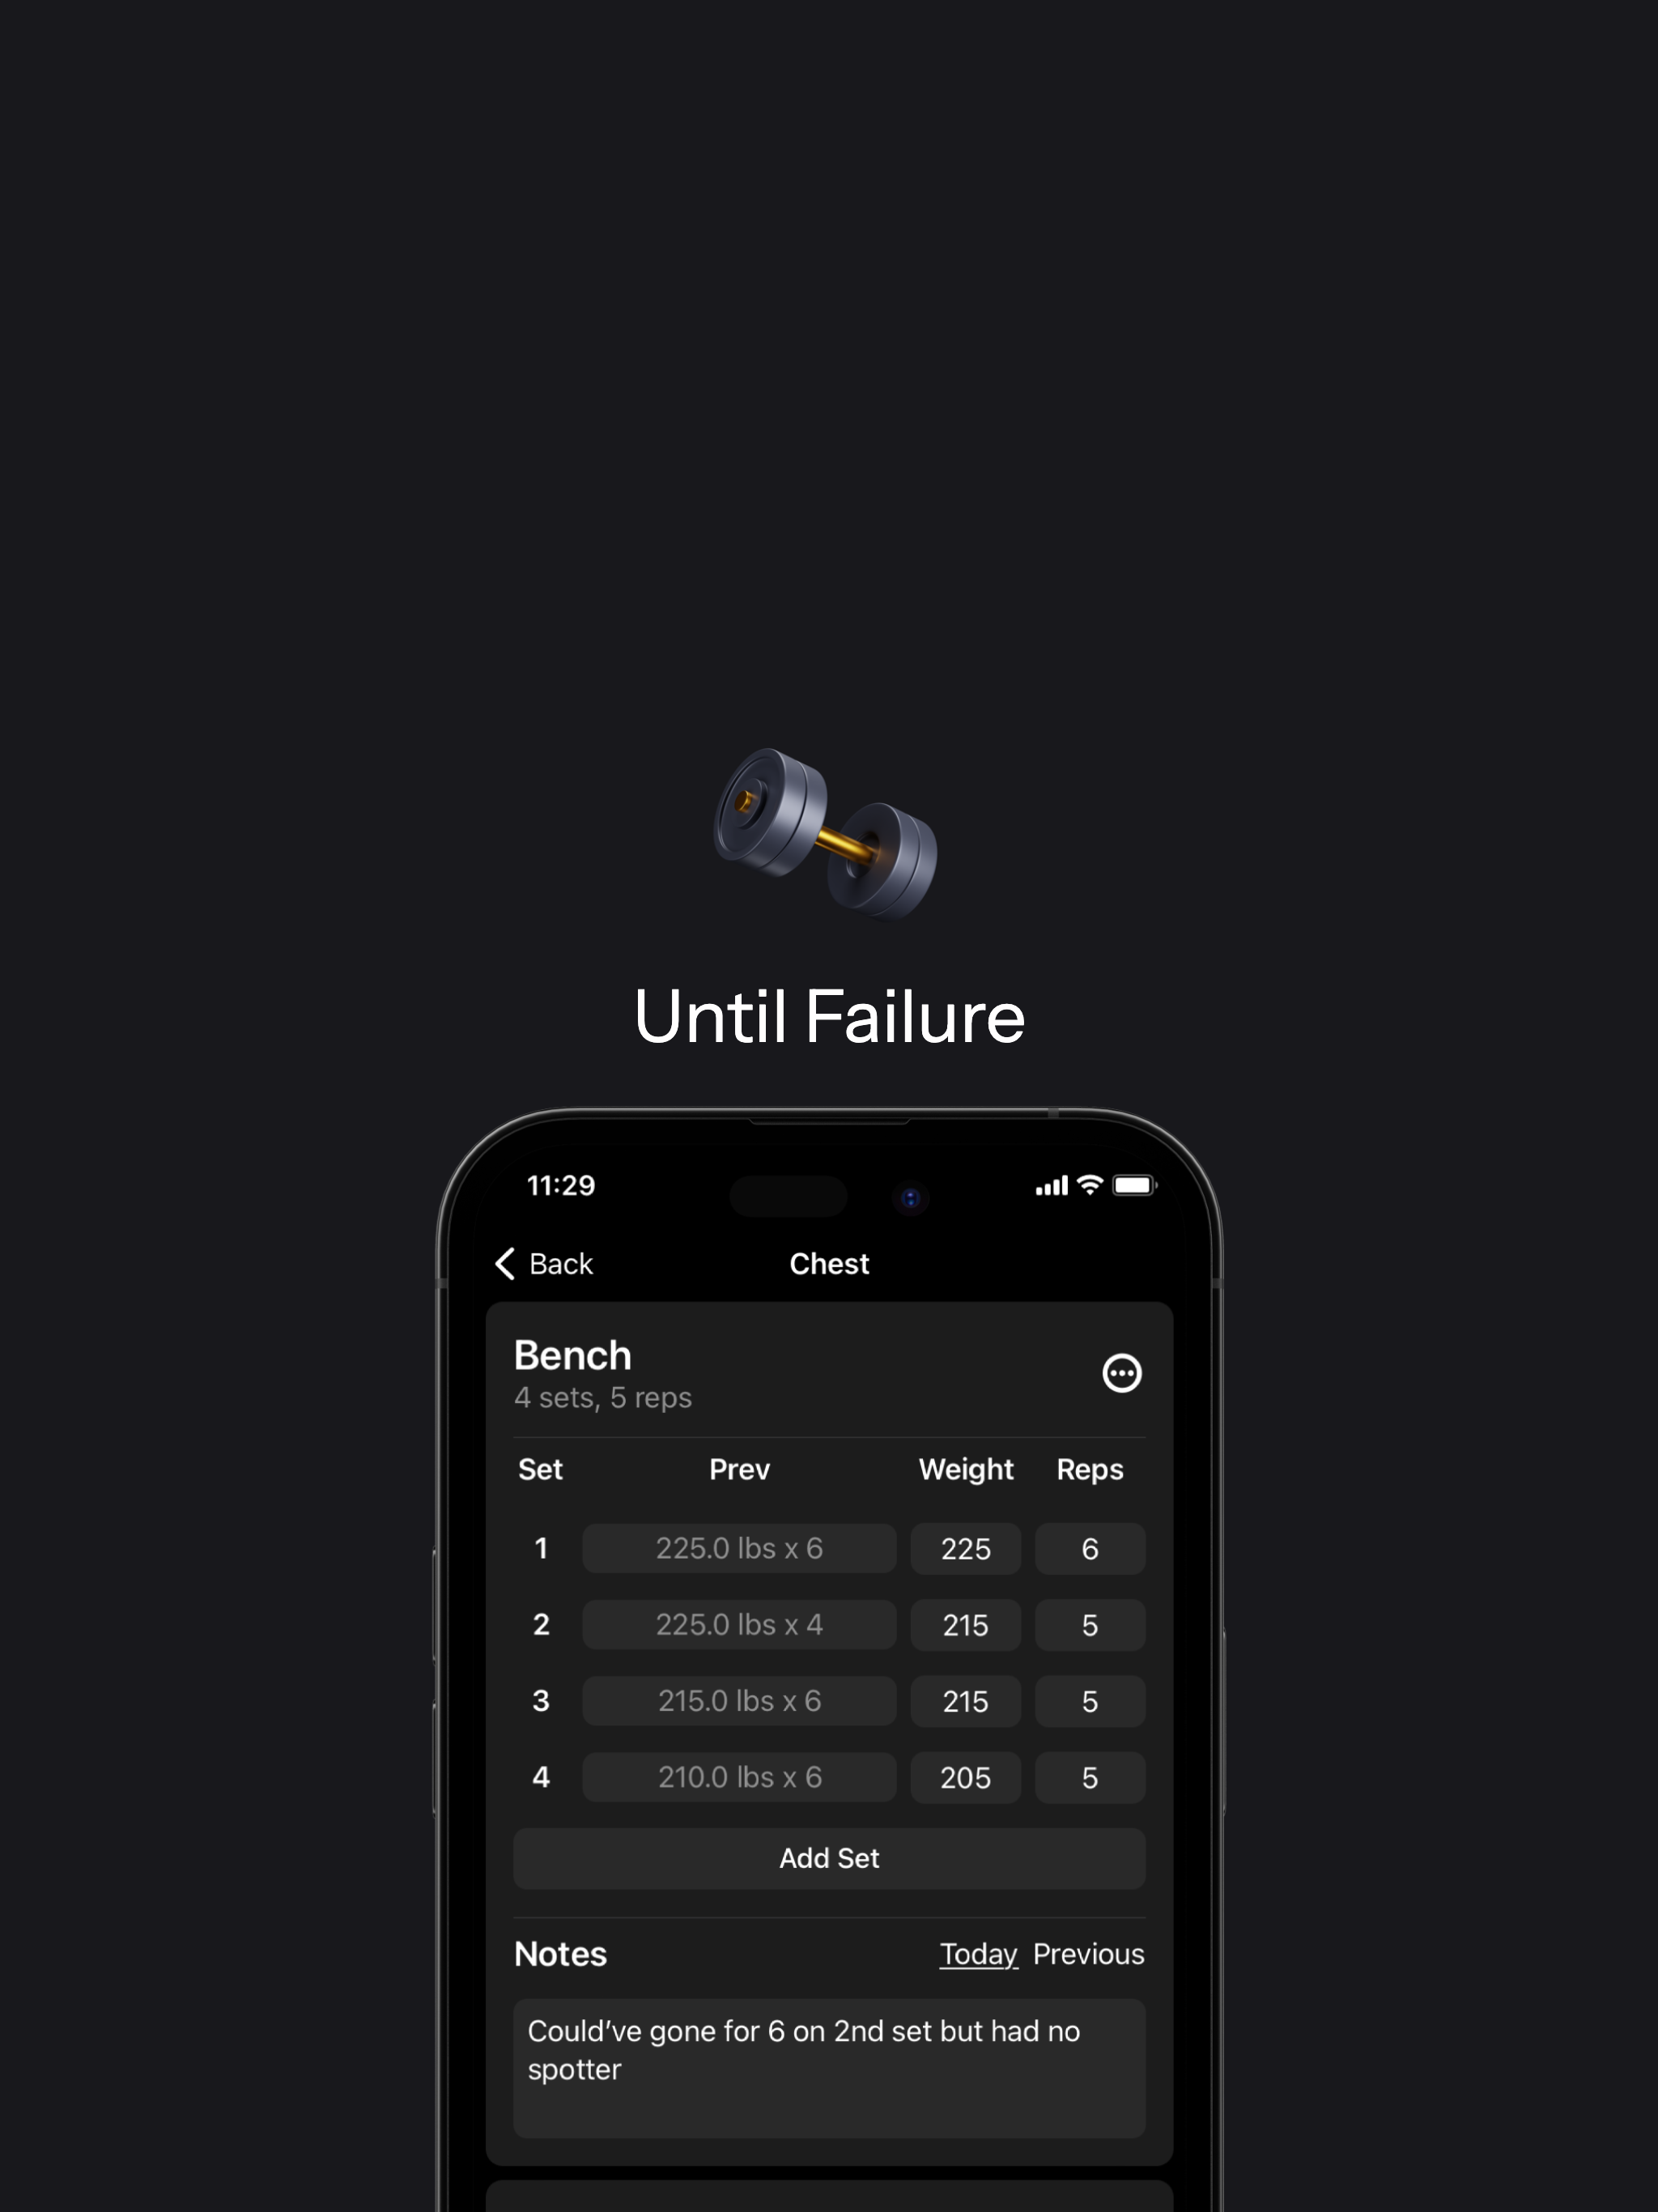 Until Failure
11:29
Back Chest
Bench
4 sets, 5 reps
Set Prev Weight Reps
1 225.0 lbs x 6 225 6
2 225.0 lbs x 4 215 5
3 215.0 lbs x 6 215 5
4 210.0 lbs x 6 205 5
Add Set
Notes Today Previous
Could’ve gone for 6 on 2nd set but had no
spotter